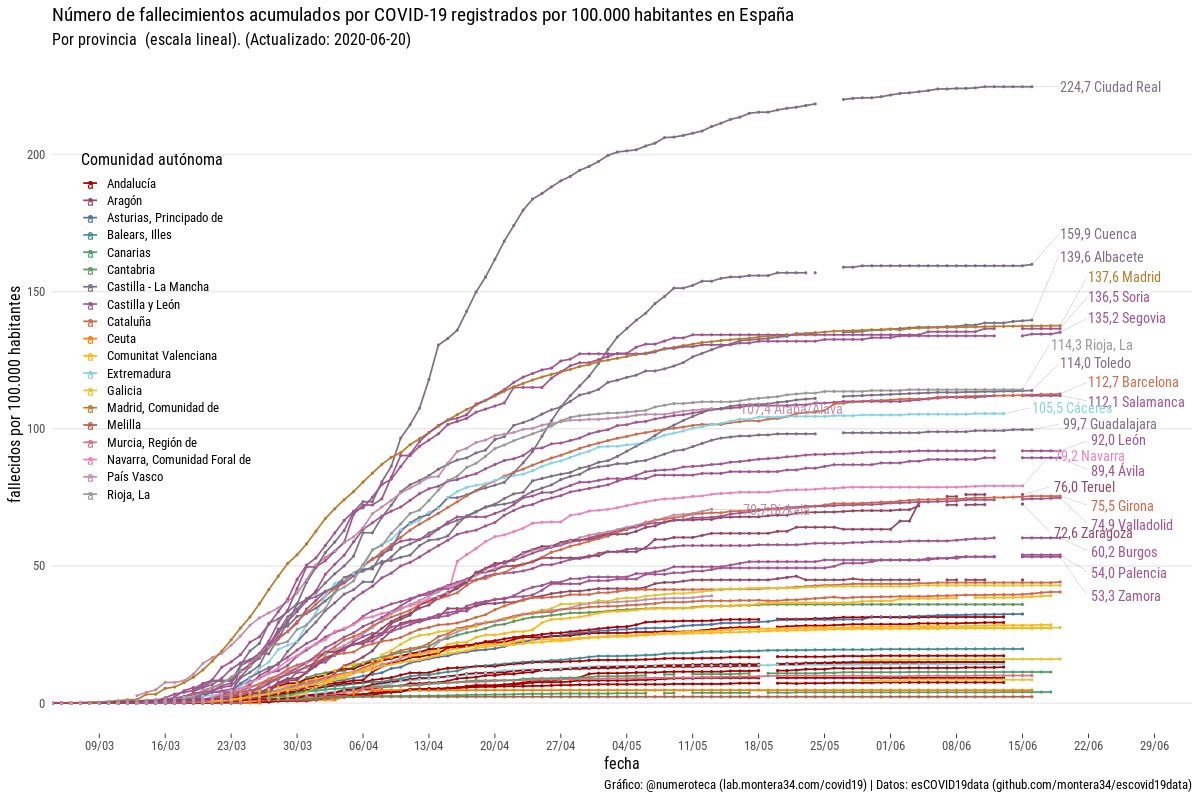 Número de fallecimientos acumulados por COVID-19 registrados por 100.000 habitantes en España
Por provincia (escala lineal). (Actualizado: 2020-06-20)
fallecidos por 100.000 habitantes
200
150
100
50
0
Comunidad autónoma
Andalucía
Aragón
Asturias, Principado de
Balears, Illes
Canarias
Cantabria
Castilla - La Mancha
Castilla y León
Cataluña
Ceuta
Comunitat Valenciana
Extremadura
Galicia
Madrid, Comunidad de
Melilla
Murcia, Región de
Navarra, Comunidad Foral de
País Vasco
Rioja, La
224,7 Ciudad Real
159,9 Cuenca
139,6 Albacete
137,6 Madrid
136,5 Soria
135,2 Segovia
114,3 Rioja, La
114,0 Toledo
112,7 Barcelona
112,1 Salamanca
107,4 Araba/Álava
105,5 Cáceres
99,7 Guadalajara
92,0 León
79,2 Navarra
89,4 Ávila
76,0 Teruel
75,5 Girona
70,7 Bizkaia
74,9 Valladolid
72,6 Zaragoza
60,2 Burgos
54,0 Palencia
53,3 Zamora
09/03
16/03
23/03
30/03
06/04
13/04
20/04
27/04
04/05
11/05
18/05
25/05
01/06
08/06
15/06
22/06
29/06
fecha
Gráfico: @numeroteca (lab.montera34.com/covid19) | Datos: esCOVID19data (github.com/montera34/escovid19data)